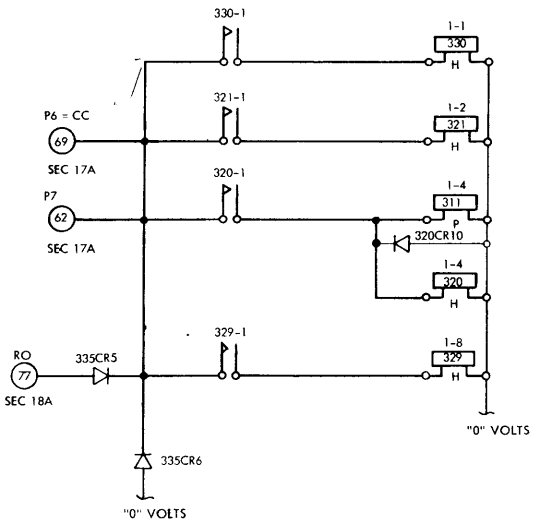 330-1
1-1
330
H
P6 = CC
69
SEC 17A
321-1
1-2
321
H
P7
62
SEC 17A
320-1
1-4
311
P
320CR10
1-4
320
H
RO
77
SEC 18A
335CR5
329-1
1-8
329
H
335CR6
"0" VOLTS
"0" VOLTS